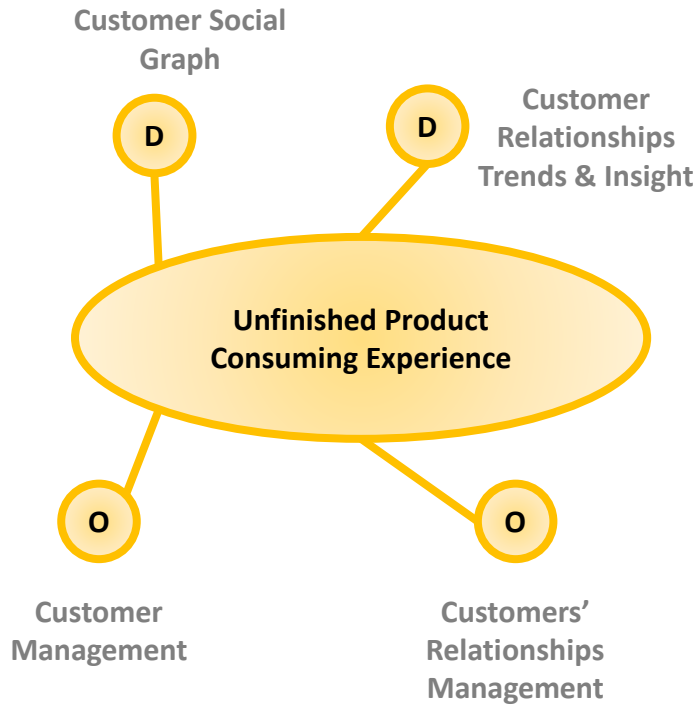 Customer Social
Graph
D
D
Customer
Relationships
Trends & Insight
Unfinished Product
Consuming Experience
O
O
Customer
Management
Customers’
Relationships
Management